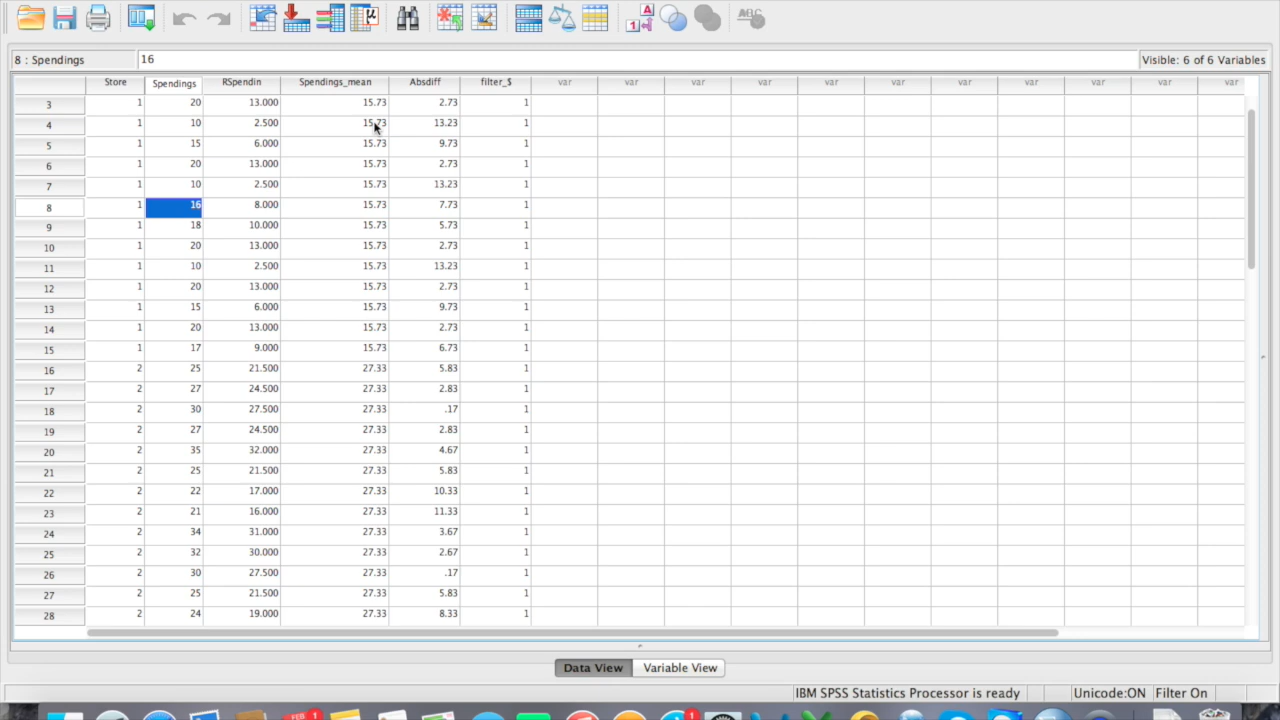 8 : Spendings 16 Visible: 6 of 6 Variables
Store Spendings RSpendin Spendings_mean Absdiff filter_$ var var var var var var var var var var var
3 1 20 13.000 15.73 2.73 1
4 1 10 2.500 15.73 13.23 1
5 1 15 6.000 15.73 9.73 1
6 1 20 13.000 15.73 2.73 1
7 1 10 2.500 15.73 13.23 1
8 1 16 8.000 15.73 7.73 1
9 1 18 10.000 15.73 5.73 1
10 1 20 13.000 15.73 2.73 1
11 1 10 2.500 15.73 13.23 1
12 1 20 13.000 15.73 2.73 1
13 1 15 6.000 15.73 9.73 1
14 1 20 13.000 15.73 2.73 1
15 1 17 9.000 15.73 6.73 1
16 2 25 21.500 27.33 5.83 1
17 2 27 24.500 27.33 2.83 1
18 2 30 27.500 27.33 .17 1
19 2 27 24.500 27.33 2.83 1
20 2 35 32.000 27.33 4.67 1
21 2 25 21.500 27.33 5.83 1
22 2 22 17.000 27.33 10.33 1
23 2 21 16.000 27.33 11.33 1
24 2 34 31.000 27.33 3.67 1
25 2 32 30.000 27.33 2.67 1
26 2 30 27.500 27.33 .17 1
27 2 25 21.500 27.33 5.83 1
28 2 24 19.000 27.33 8.33 1
Data View Variable View
IBM SPSS Statistics Processor is ready Unicode:ON Filter On